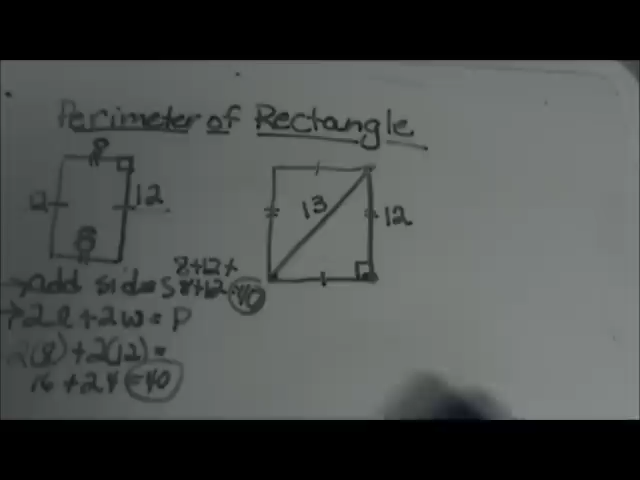 Perimeter of Rectangle
8
12
12
8
13
12
→ Add sides 8+12+
8+12 = 40
→ 2l + 2w = P
2(8) + 2(12) =
16 + 24 = 40